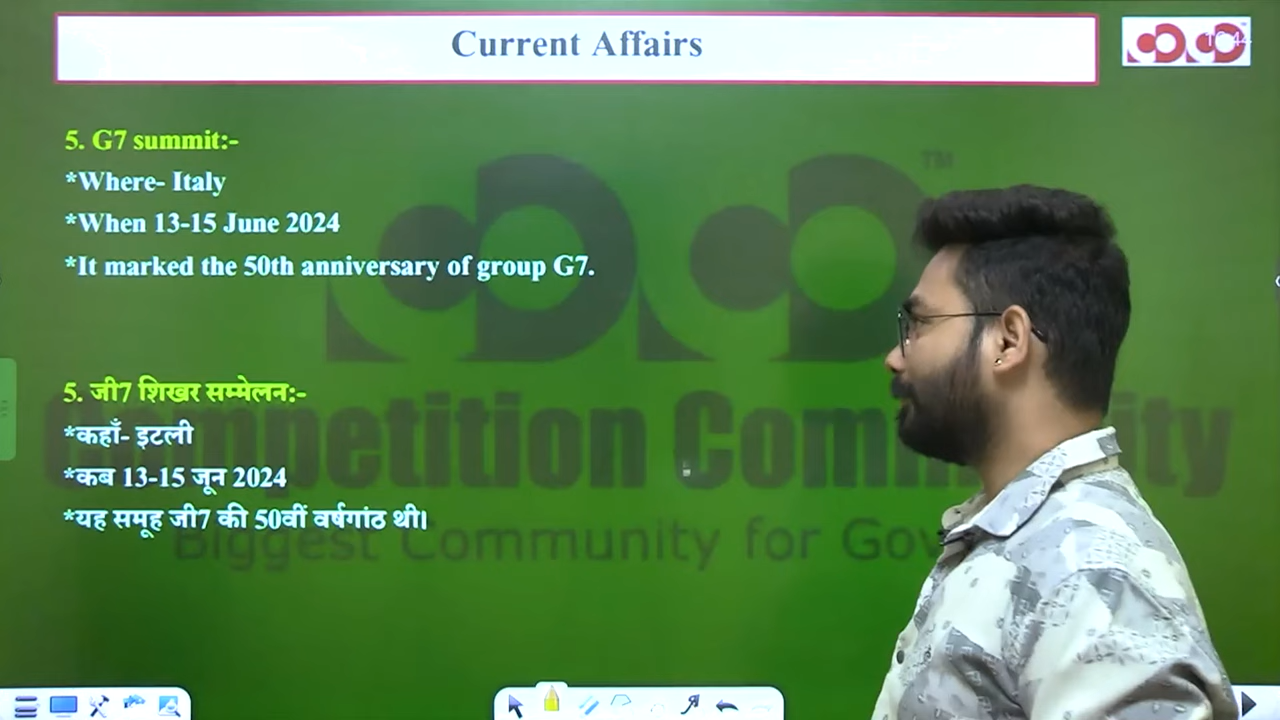 Current Affairs
5. G7 summit:-
*Where- Italy
*When 13-15 June 2024
*It marked the 50th anniversary of group G7.
5. जी7 शिखर सम्मेलन:-
*कहाँ- इटली
*कब 13-15 जून 2024
*यह समूह जी7 की 50वीं वर्षगांठ थी।
TM
Competition Community
Biggest Community for